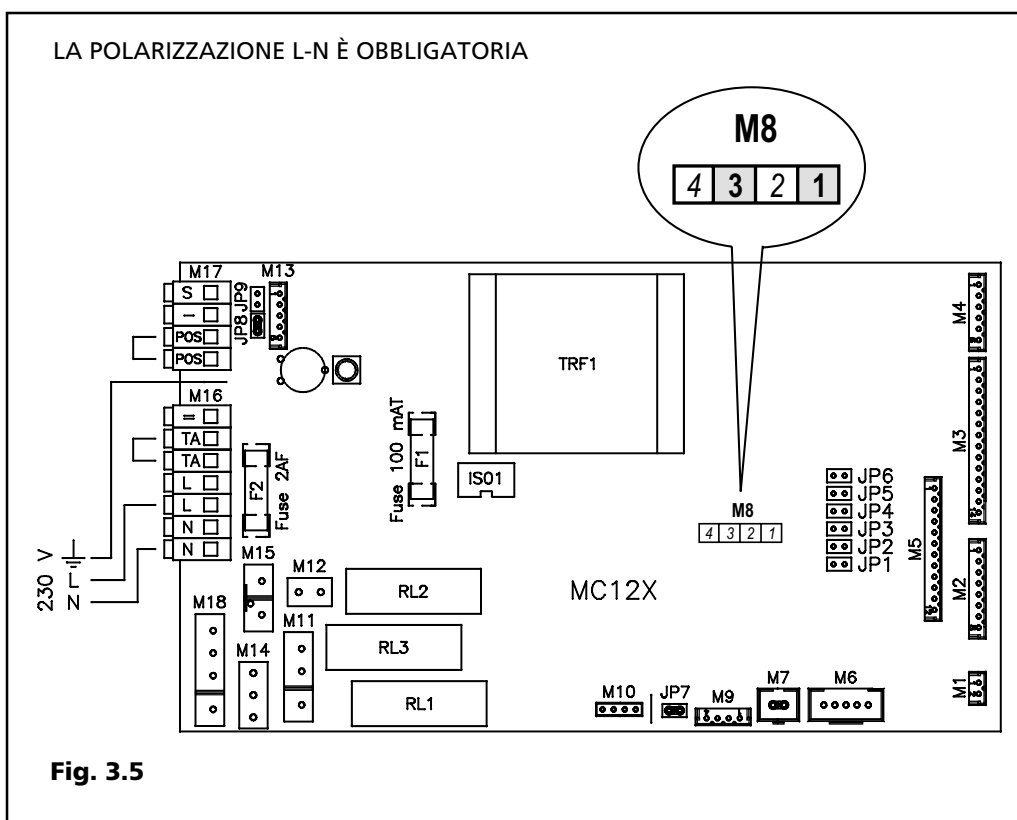 LA POLARIZZAZIONE L-N È OBBLIGATORIA
M8
4 3 2 1
M17
S
–
POS
POS
M13
JP9
JP8
M16
=
TA
TA
L
L
N
N
230 V
L
N
F2
Fuse 2AF
Fuse 100 mAT
F1
TRF1
ISO1
M8
4 3 2 1
MC12X
M4
M3
JP6
JP5
JP4
JP3
JP2
JP1
M5
M2
M1
M15
M12
RL2
M18
M14
M11
RL3
RL1
M10
JP7
M9
M7
M6
Fig. 3.5